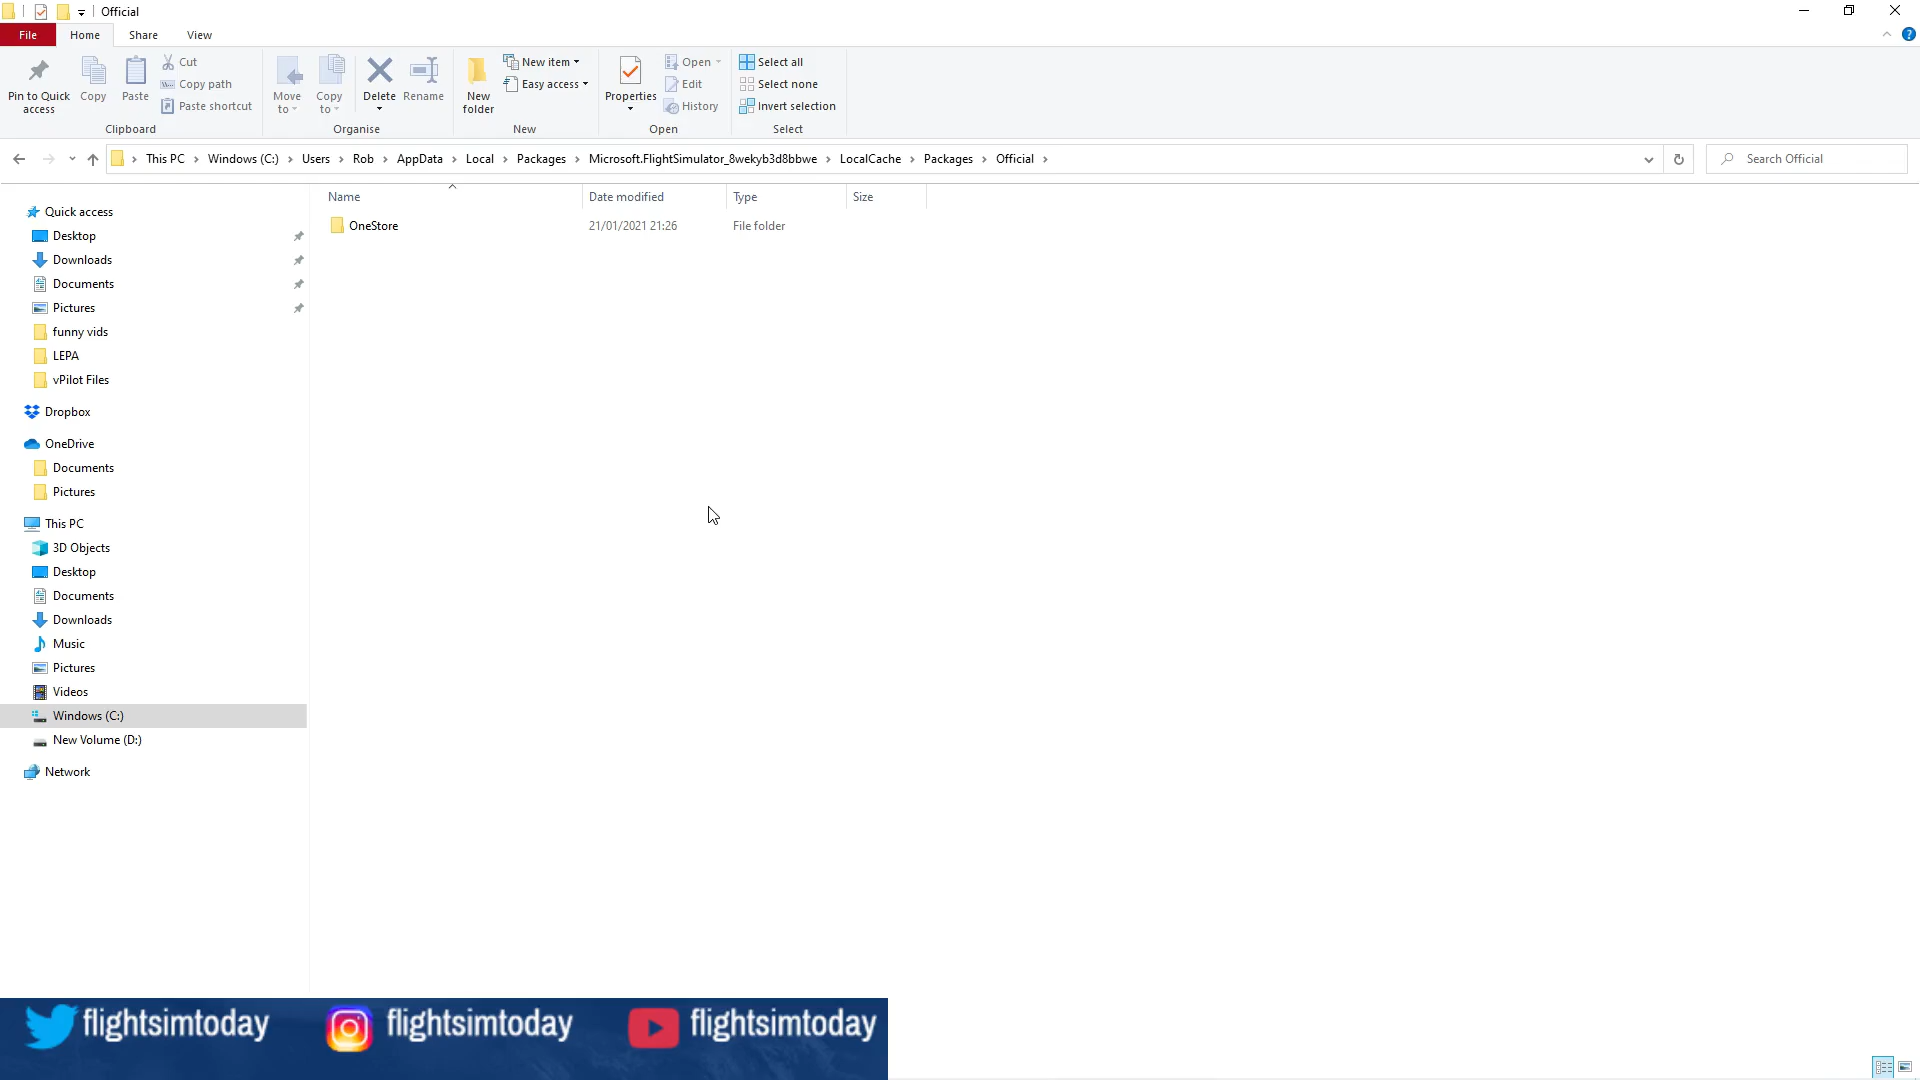 Official
File Home Share View
Pin to Quick access
Copy
Paste
Cut
Copy path
Paste shortcut
Clipboard
Move to
Copy to
Delete
Rename
Organise
New folder
New item
Easy access
New
Properties
Open
Edit
History
Open
Select all
Select none
Invert selection
Select
This PC > Windows (C:) > Users > Rob > AppData > Local > Packages > Microsoft.FlightSimulator_8wekyb3d8bbwe > LocalCache > Packages > Official >
Search Official
Name Date modified Type Size
OneStore 21/01/2021 21:26 File folder
Quick access
Desktop
Downloads
Documents
Pictures
funny vids
LEPA
vPilot Files
Dropbox
OneDrive
Documents
Pictures
This PC
3D Objects
Desktop
Documents
Downloads
Music
Pictures
Videos
Windows (C:)
New Volume (D:)
Network
flightsimtoday flightsimtoday flightsimtoday